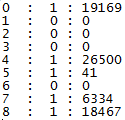 0 : 1 : 19169
1 : 0 : 0
2 : 0 : 0
3 : 0 : 0
4 : 1 : 26500
5 : 1 : 41
6 : 0 : 0
7 : 1 : 6334
8 : 1 : 18467